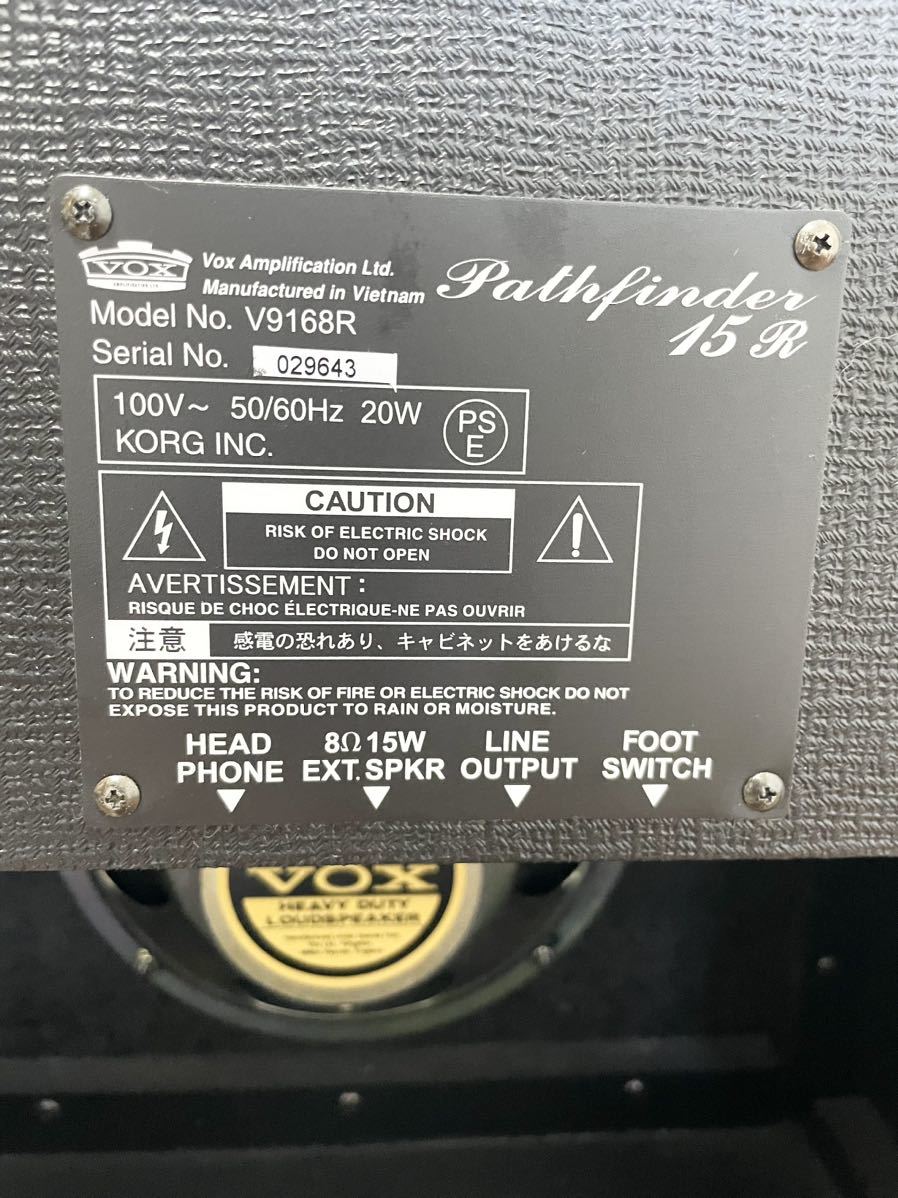 VOX
AMPLIFICATION LTD.
Vox Amplification Ltd.
Manufactured in Vietnam
Pathfinder
15 R
Model No. V9168R
Serial No. 029643
100V~ 50/60Hz 20W
KORG INC.
PS
E
CAUTION
RISK OF ELECTRIC SHOCK
DO NOT OPEN
AVERTISSEMENT :
RISQUE DE CHOC ÉLECTRIQUE-NE PAS OUVRIR
注意 感電の恐れあり、キャビネットをあけるな
WARNING:
TO REDUCE THE RISK OF FIRE OR ELECTRIC SHOCK DO NOT
EXPOSE THIS PRODUCT TO RAIN OR MOISTURE.
HEAD
PHONE
8Ω 15W
EXT. SPKR
LINE
OUTPUT
FOOT
SWITCH
VOX
HEAVY DUTY
LOUDSPEAKER